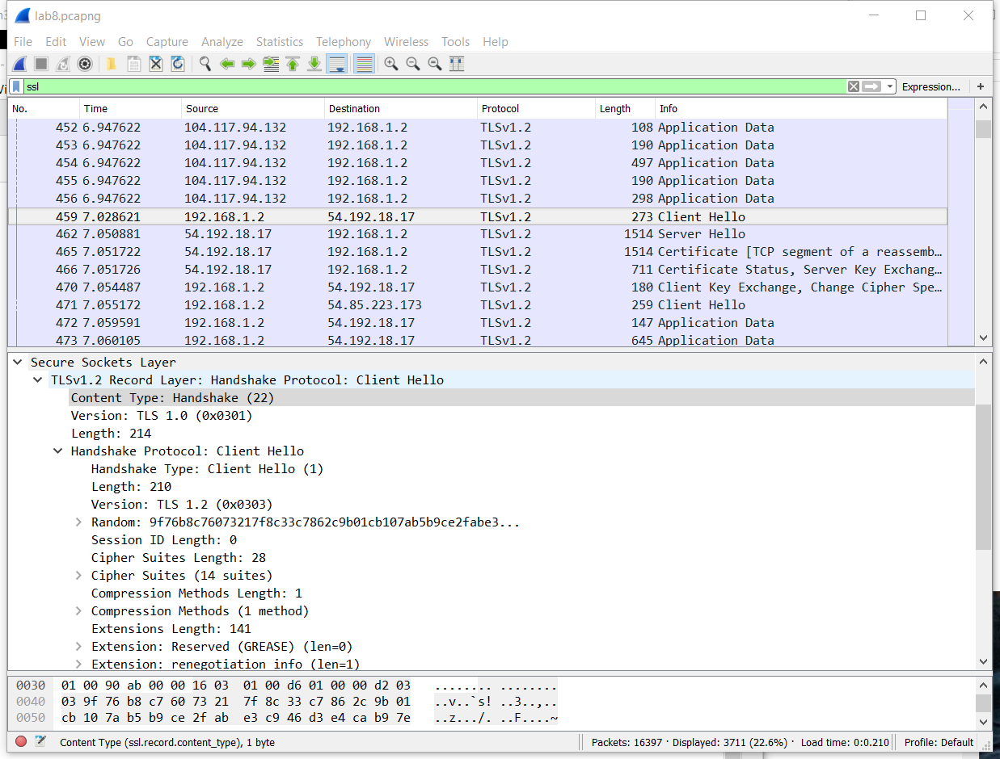 lab8.pcapng
File Edit View Go Capture Analyze Statistics Telephony Wireless Tools Help
ssl Expression... +
No. Time Source Destination Protocol Length Info
452 6.947622 104.117.94.132 192.168.1.2 TLSv1.2 108 Application Data
453 6.947622 104.117.94.132 192.168.1.2 TLSv1.2 190 Application Data
454 6.947622 104.117.94.132 192.168.1.2 TLSv1.2 497 Application Data
455 6.947622 104.117.94.132 192.168.1.2 TLSv1.2 190 Application Data
456 6.947622 104.117.94.132 192.168.1.2 TLSv1.2 298 Application Data
459 7.028621 192.168.1.2 54.192.18.17 TLSv1.2 273 Client Hello
462 7.050881 54.192.18.17 192.168.1.2 TLSv1.2 1514 Server Hello
465 7.051722 54.192.18.17 192.168.1.2 TLSv1.2 1514 Certificate [TCP segment of a reassemb…
466 7.051726 54.192.18.17 192.168.1.2 TLSv1.2 711 Certificate Status, Server Key Exchang…
470 7.054487 192.168.1.2 54.192.18.17 TLSv1.2 180 Client Key Exchange, Change Cipher Spe…
471 7.055172 192.168.1.2 54.85.223.173 TLSv1.2 259 Client Hello
472 7.059591 192.168.1.2 54.192.18.17 TLSv1.2 147 Application Data
473 7.060105 192.168.1.2 54.192.18.17 TLSv1.2 645 Application Data
Secure Sockets Layer
TLSv1.2 Record Layer: Handshake Protocol: Client Hello
Content Type: Handshake (22)
Version: TLS 1.0 (0x0301)
Length: 214
Handshake Protocol: Client Hello
Handshake Type: Client Hello (1)
Length: 210
Version: TLS 1.2 (0x0303)
Random: 9f76b8c76073217f8c33c7862c9b01cb107ab5b9ce2fabe3...
Session ID Length: 0
Cipher Suites Length: 28
Cipher Suites (14 suites)
Compression Methods Length: 1
Compression Methods (1 method)
Extensions Length: 141
Extension: Reserved (GREASE) (len=0)
Extension: renegotiation info (len=1)
0030 01 00 90 ab 00 00 16 03 01 00 d6 01 00 00 d2 03 ........ ........
0040 03 9f 76 b8 c7 60 73 21 7f 8c 33 c7 86 2c 9b 01 ..v..`s! ..3..,..
0050 cb 10 7a b5 b9 ce 2f ab e3 c9 46 d3 e4 ca b9 7e ..z.../. ..F....~
Content Type (ssl.record.content_type), 1 byte Packets: 16397 · Displayed: 3711 (22.6%) · Load time: 0:0.210 Profile: Default